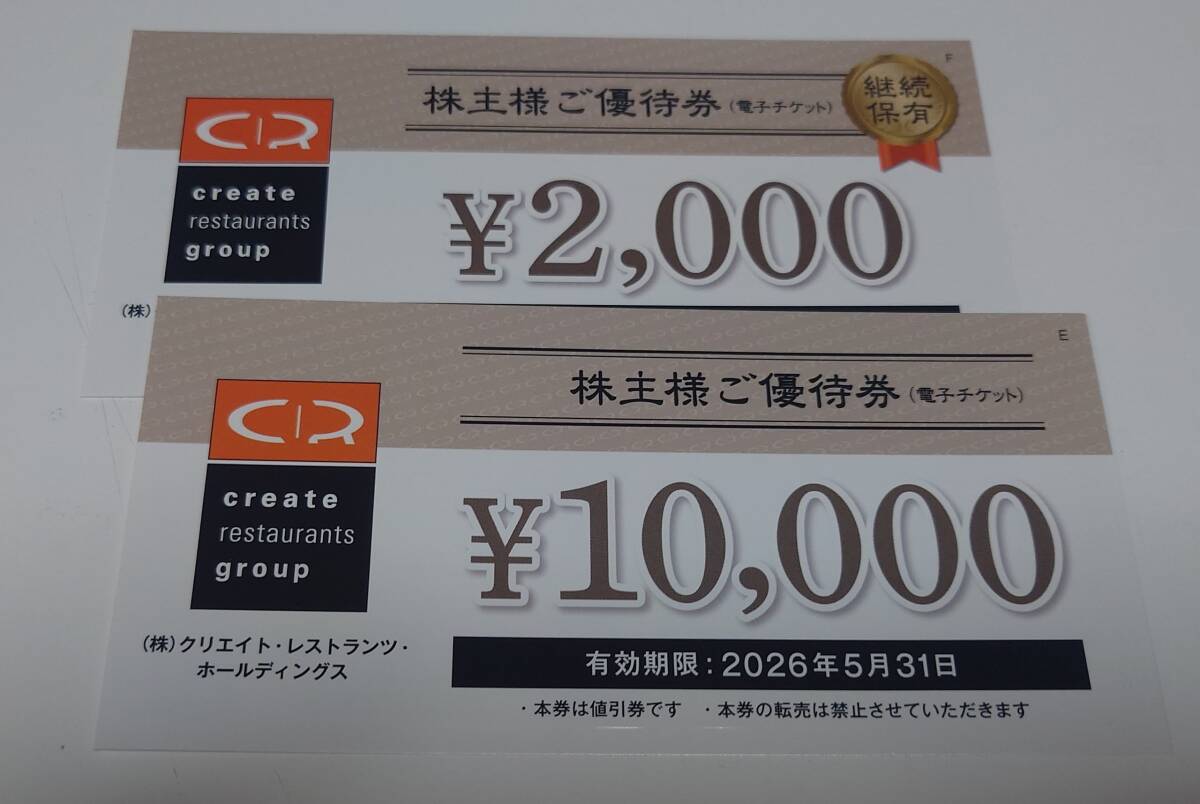 F
株主様ご優待券(電子チケット)
継続
保有
CR
create
restaurants
group
¥2,000
(株)
E
株主様ご優待券(電子チケット)
CR
create
restaurants
group
¥10,000
(株)クリエイト・レストランツ・
ホールディングス
有効期限:2026年5月31日
・本券は値引券です ・本券の転売は禁止させていただきます